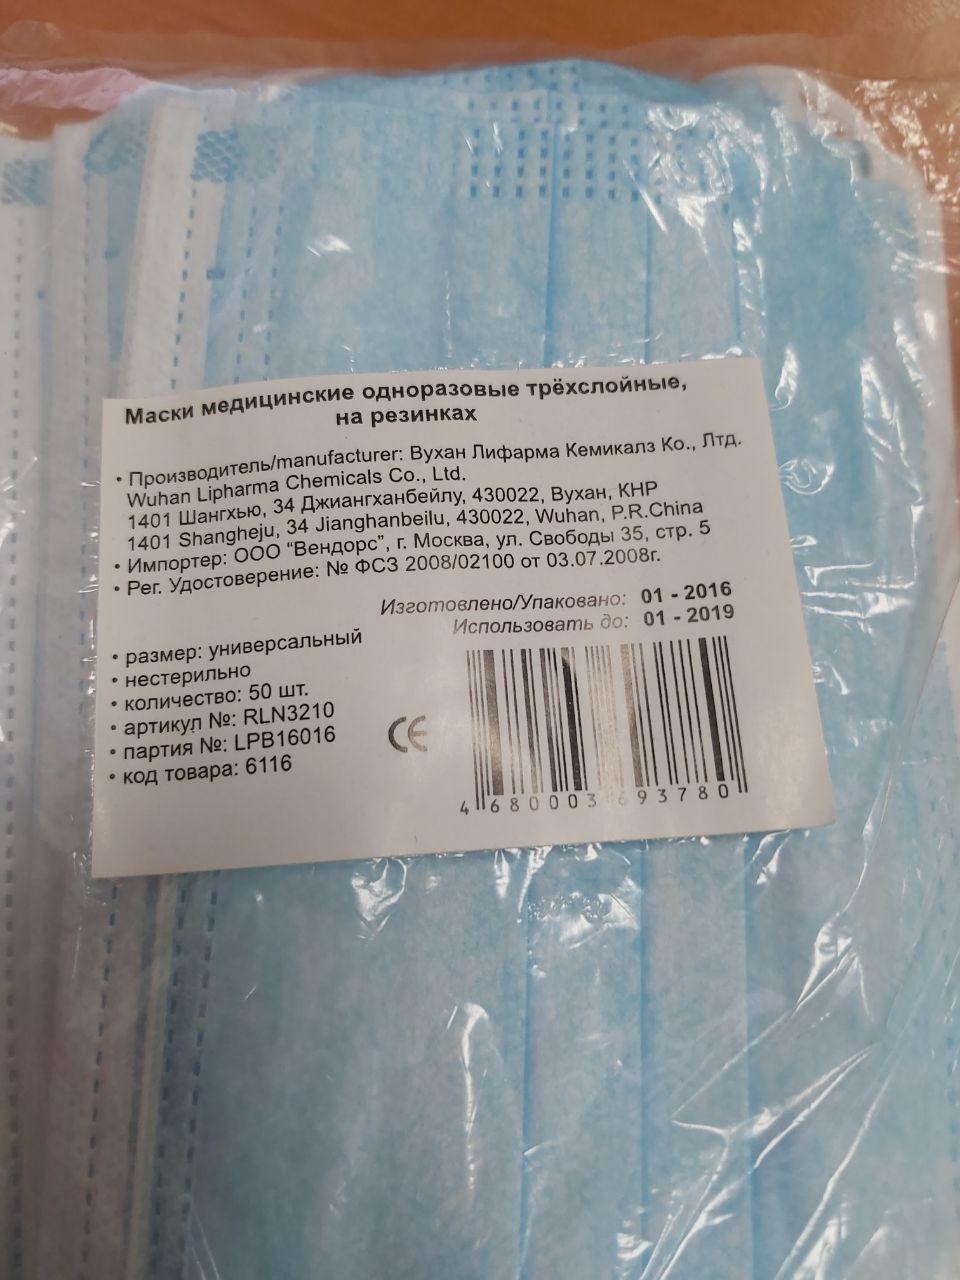 Маски медицинские одноразовые трёхслойные,
на резинках
• Производитель/manufacturer: Вухан Лифарма Кемикалз Ко., Лтд.
Wuhan Lipharma Chemicals Co., Ltd.
1401 Шангхью, 34 Джиангханбейлу, 430022, Вухан, КНР
1401 Shangheju, 34 Jianghanbeilu, 430022, Wuhan, P.R.China
• Импортер: ООО "Вендорс", г. Москва, ул. Свободы 35, стр. 5
• Рег. Удостоверение: № ФСЗ 2008/02100 от 03.07.2008г.
Изготовлено/Упаковано: 01 - 2016
Использовать до: 01 - 2019
• размер: универсальный
• нестерильно
• количество: 50 шт.
• артикул №: RLN3210
• партия №: LPB16016
• код товара: 6116
CE
4 680003 693780